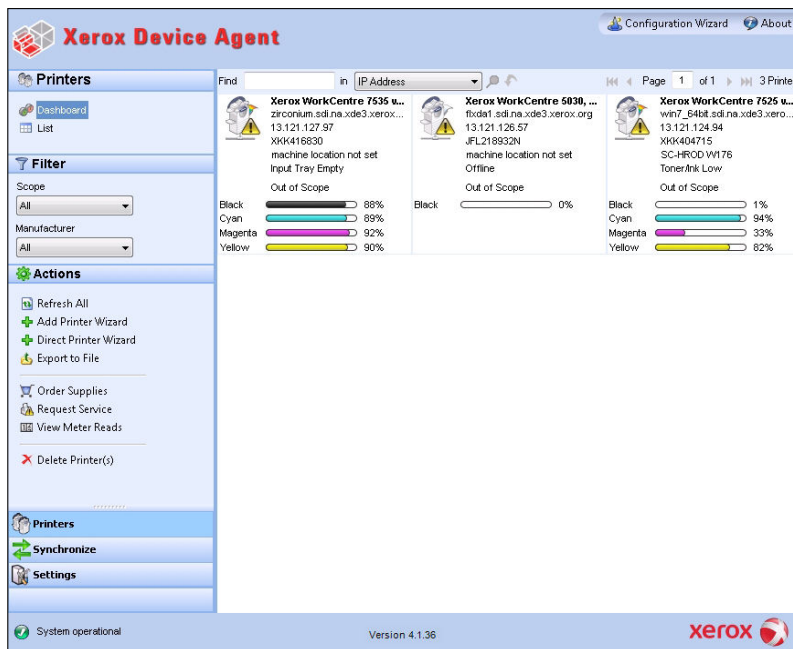 Xerox Device Agent
Configuration Wizard About
Printers
Dashboard
List
Filter
Scope
All
Manufacturer
All
Actions
Refresh All
Add Printer Wizard
Direct Printer Wizard
Export to File
Order Supplies
Request Service
View Meter Reads
Delete Printer(s)
Printers
Synchronize
Settings
Find in IP Address Page 1 of 1 3 Printe
Xerox WorkCentre 7535 v...
zirconium.sdi.na.xde3.xerox...
13.121.127.97
XKK416830
machine location not set
Input Tray Empty
Out of Scope
Black 88%
Cyan 89%
Magenta 92%
Yellow 90%
Xerox WorkCentre 5030, ...
flxda1.sdi.na.xde3.xerox.org
13.121.126.57
JFL218932N
machine location not set
Offline
Out of Scope
Black 0%
Xerox WorkCentre 7525 v...
win7_64bit.sdi.na.xde3.xero...
13.121.124.94
XKK404715
SC-HROD W176
Toner/Ink Low
Out of Scope
Black 1%
Cyan 94%
Magenta 33%
Yellow 82%
System operational
Version 4.1.36
xerox